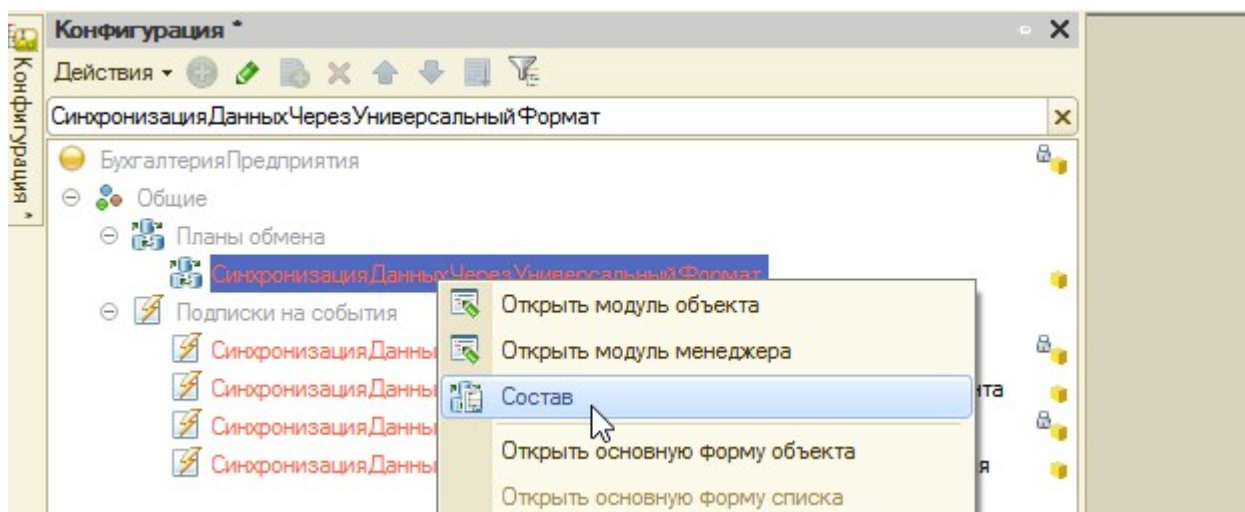 Конфигурация *
Конфигурация *
Действия
СинхронизацияДанныхЧерезУниверсальныйФормат
БухгалтерияПредприятия
Общие
Планы обмена
СинхронизацияДанныхЧерезУниверсальныйФормат
Открыть модуль объекта
Подписки на события
СинхронизацияДанны
Открыть модуль менеджера
СинхронизацияДанны
Состав
нта
СинхронизацияДанны
СинхронизацияДанны
Открыть основную форму объекта
я
Открыть основную форму списка